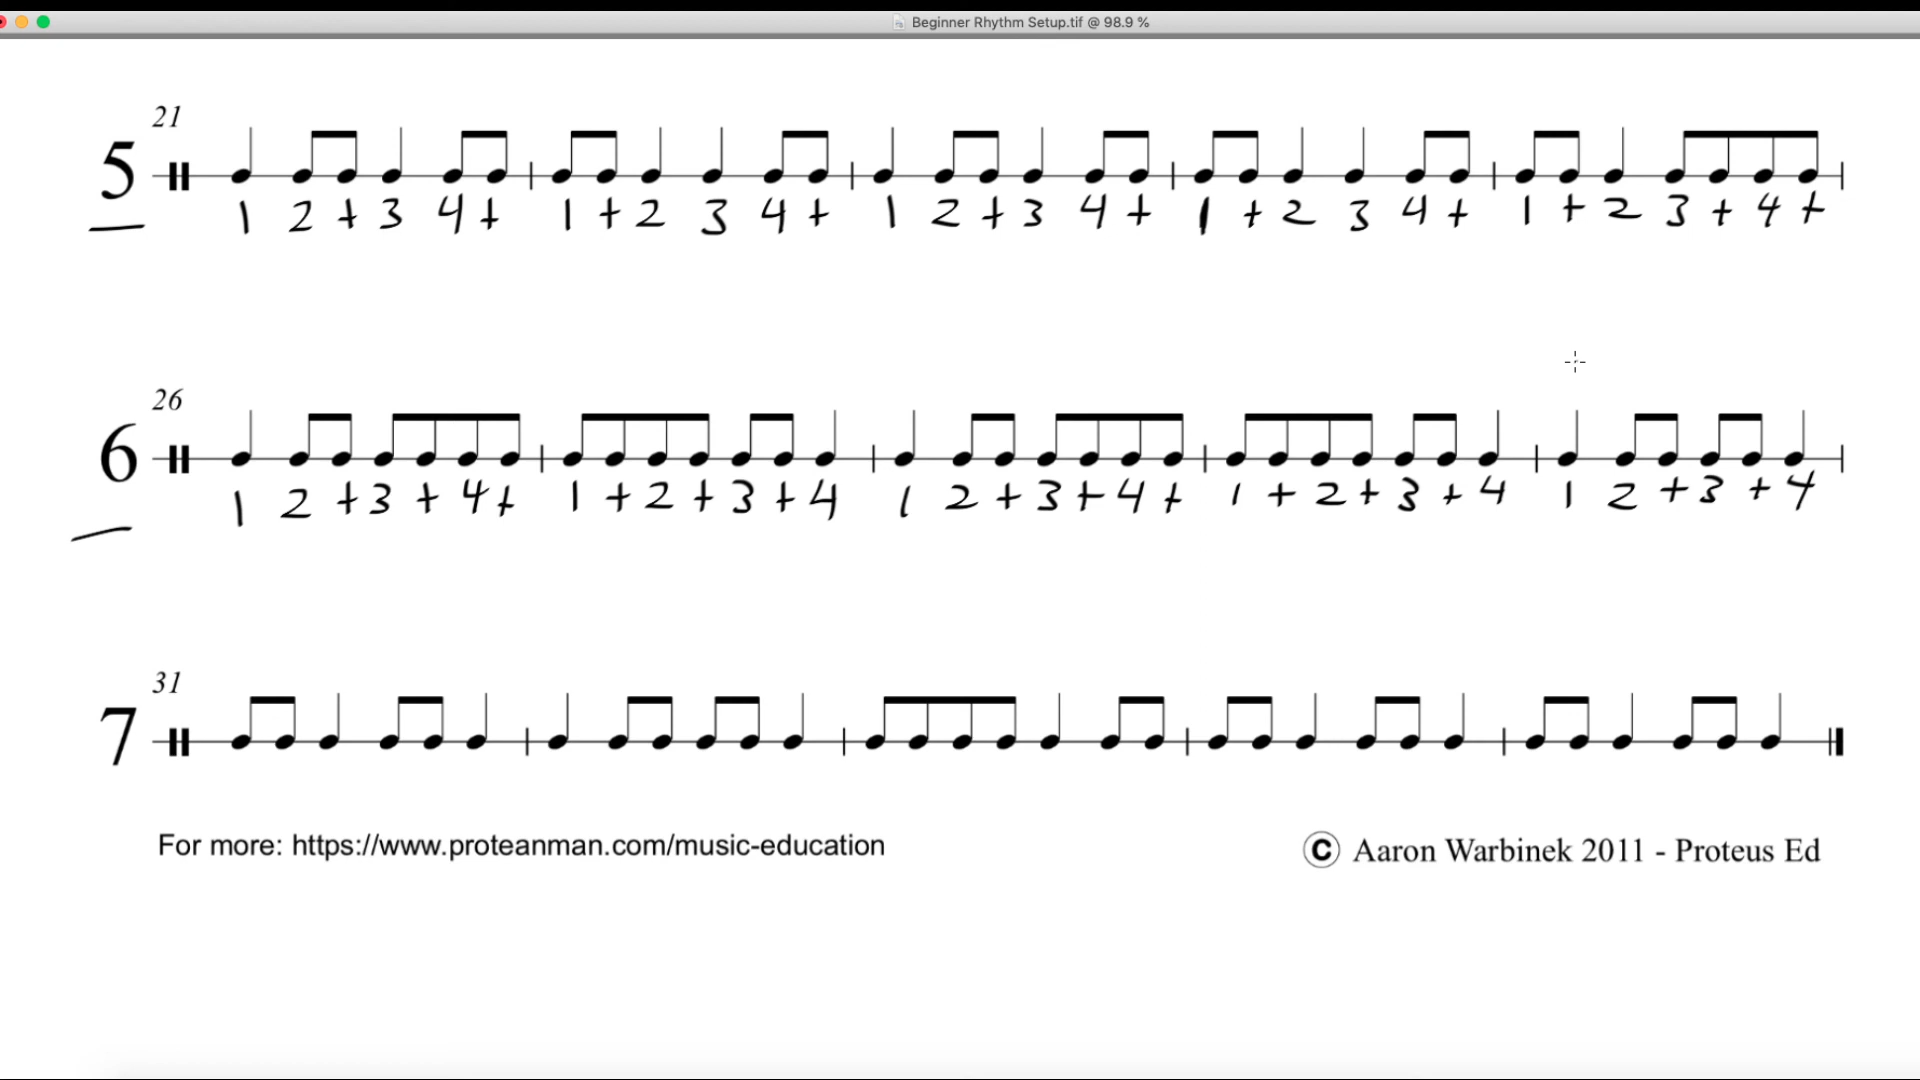 Beginner Rhythm Setup.tif @ 98.9 %
21
5
1 2 + 3 4 + 1 + 2 3 4 + 1 2 + 3 4 + 1 + 2 3 4 + 1 + 2 3 + 4 +
26
6
1 2 + 3 + 4 + 1 + 2 + 3 + 4 1 2 + 3 + 4 + 1 + 2 + 3 + 4 1 2 + 3 + 4
31
7
For more: https://www.proteanman.com/music-education
© Aaron Warbinek 2011 - Proteus Ed